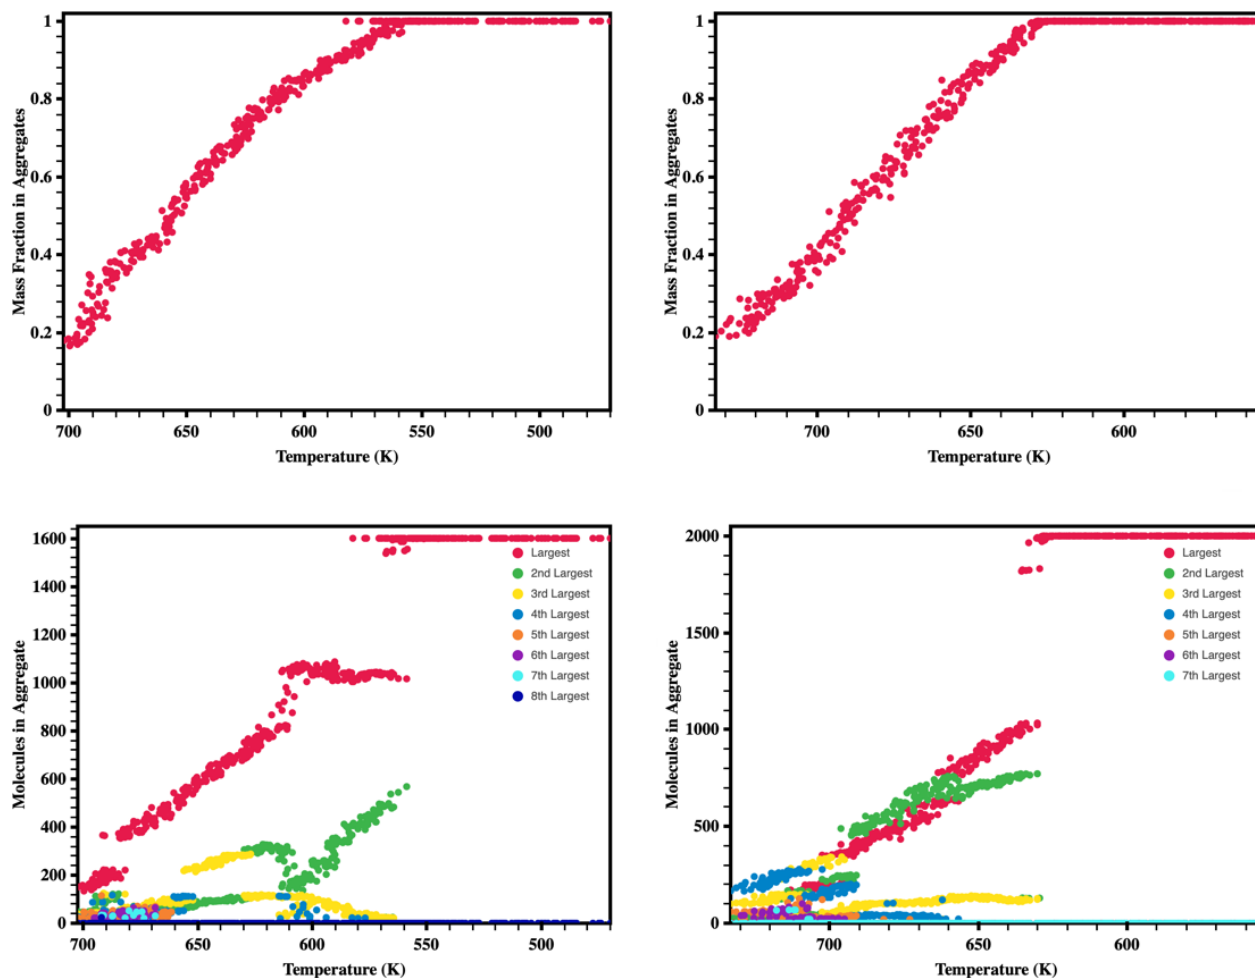 1
0.8
0.6
0.4
0.2
0
Mass Fraction in Aggregates
700
650
600
550
500
Temperature (K)
1
0.8
0.6
0.4
0.2
0
Mass Fraction in Aggregates
700
650
600
Temperature (K)
1600
1400
1200
1000
800
600
400
200
0
Molecules in Aggregate
Largest
2nd Largest
3rd Largest
4th Largest
5th Largest
6th Largest
7th Largest
8th Largest
700
650
600
550
500
Temperature (K)
2000
1500
1000
500
0
Molecules in Aggregate
Largest
2nd Largest
3rd Largest
4th Largest
5th Largest
6th Largest
7th Largest
700
650
600
Temperature (K)